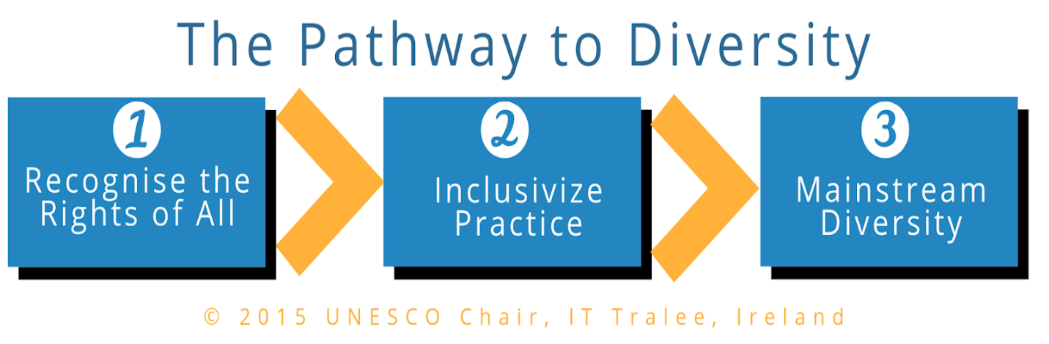 The Pathway to Diversity
1
Recognise the
Rights of All
2
Inclusivize
Practice
3
Mainstream
Diversity
© 2015 UNESCO Chair, IT Tralee, Ireland